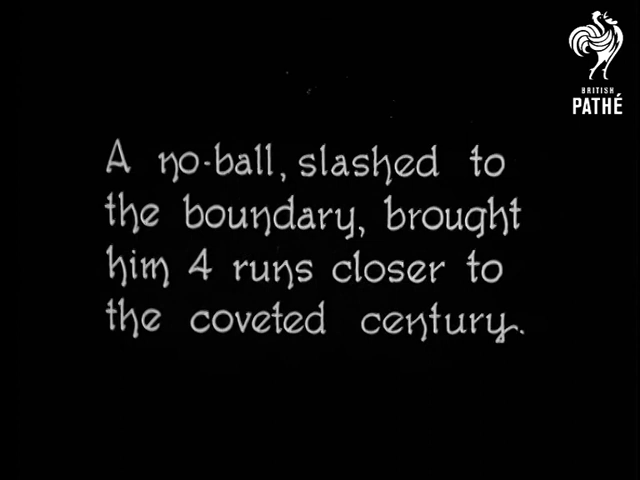 BRITISH
PATHÉ
A no-ball, slashed to
the boundary, brought
him 4 runs closer to
the coveted century.